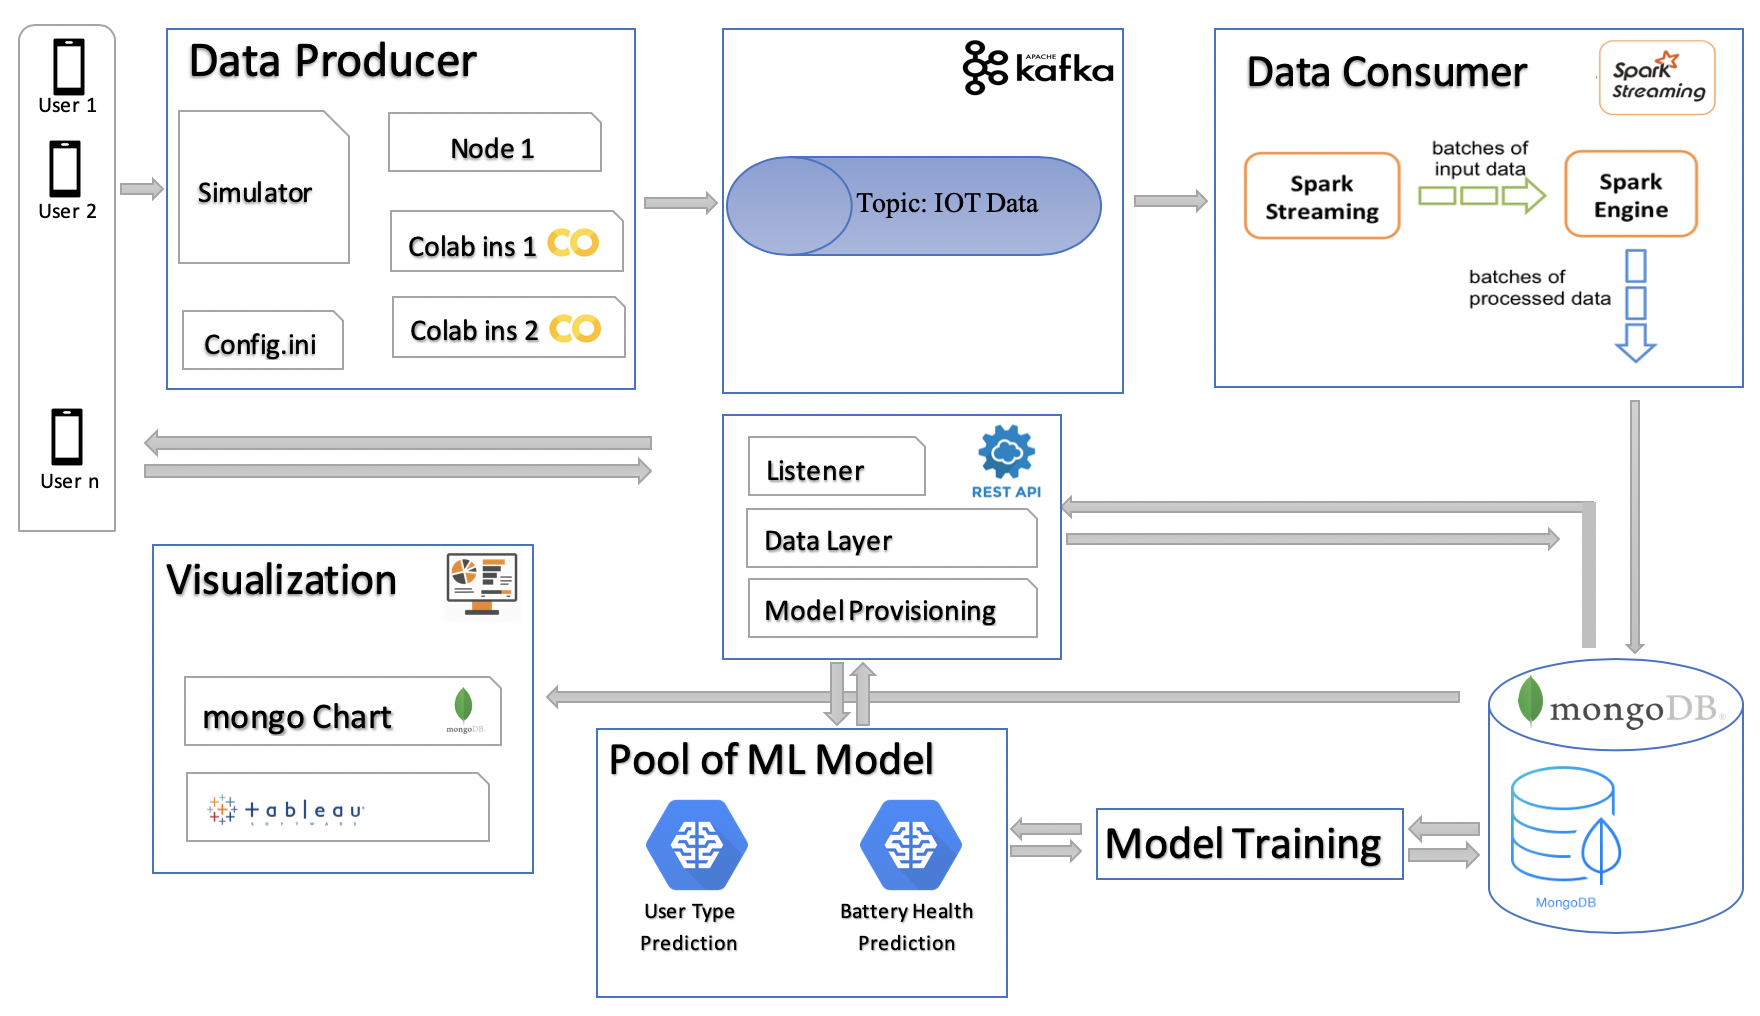 User 1
User 2
User n
Data Producer
Simulator
Config.ini
Node 1
Colab ins 1
Colab ins 2
APACHE
kafka
Topic: IOT Data
Data Consumer
Spark
Streaming
Spark
Streaming
batches of
input data
Spark
Engine
batches of
processed data
Listener
REST API
Data Layer
Model Provisioning
Visualization
mongo Chart
mongoDB
tableau
SOFTWARE
Pool of ML Model
User Type
Prediction
Battery Health
Prediction
Model Training
mongoDB
MongoDB